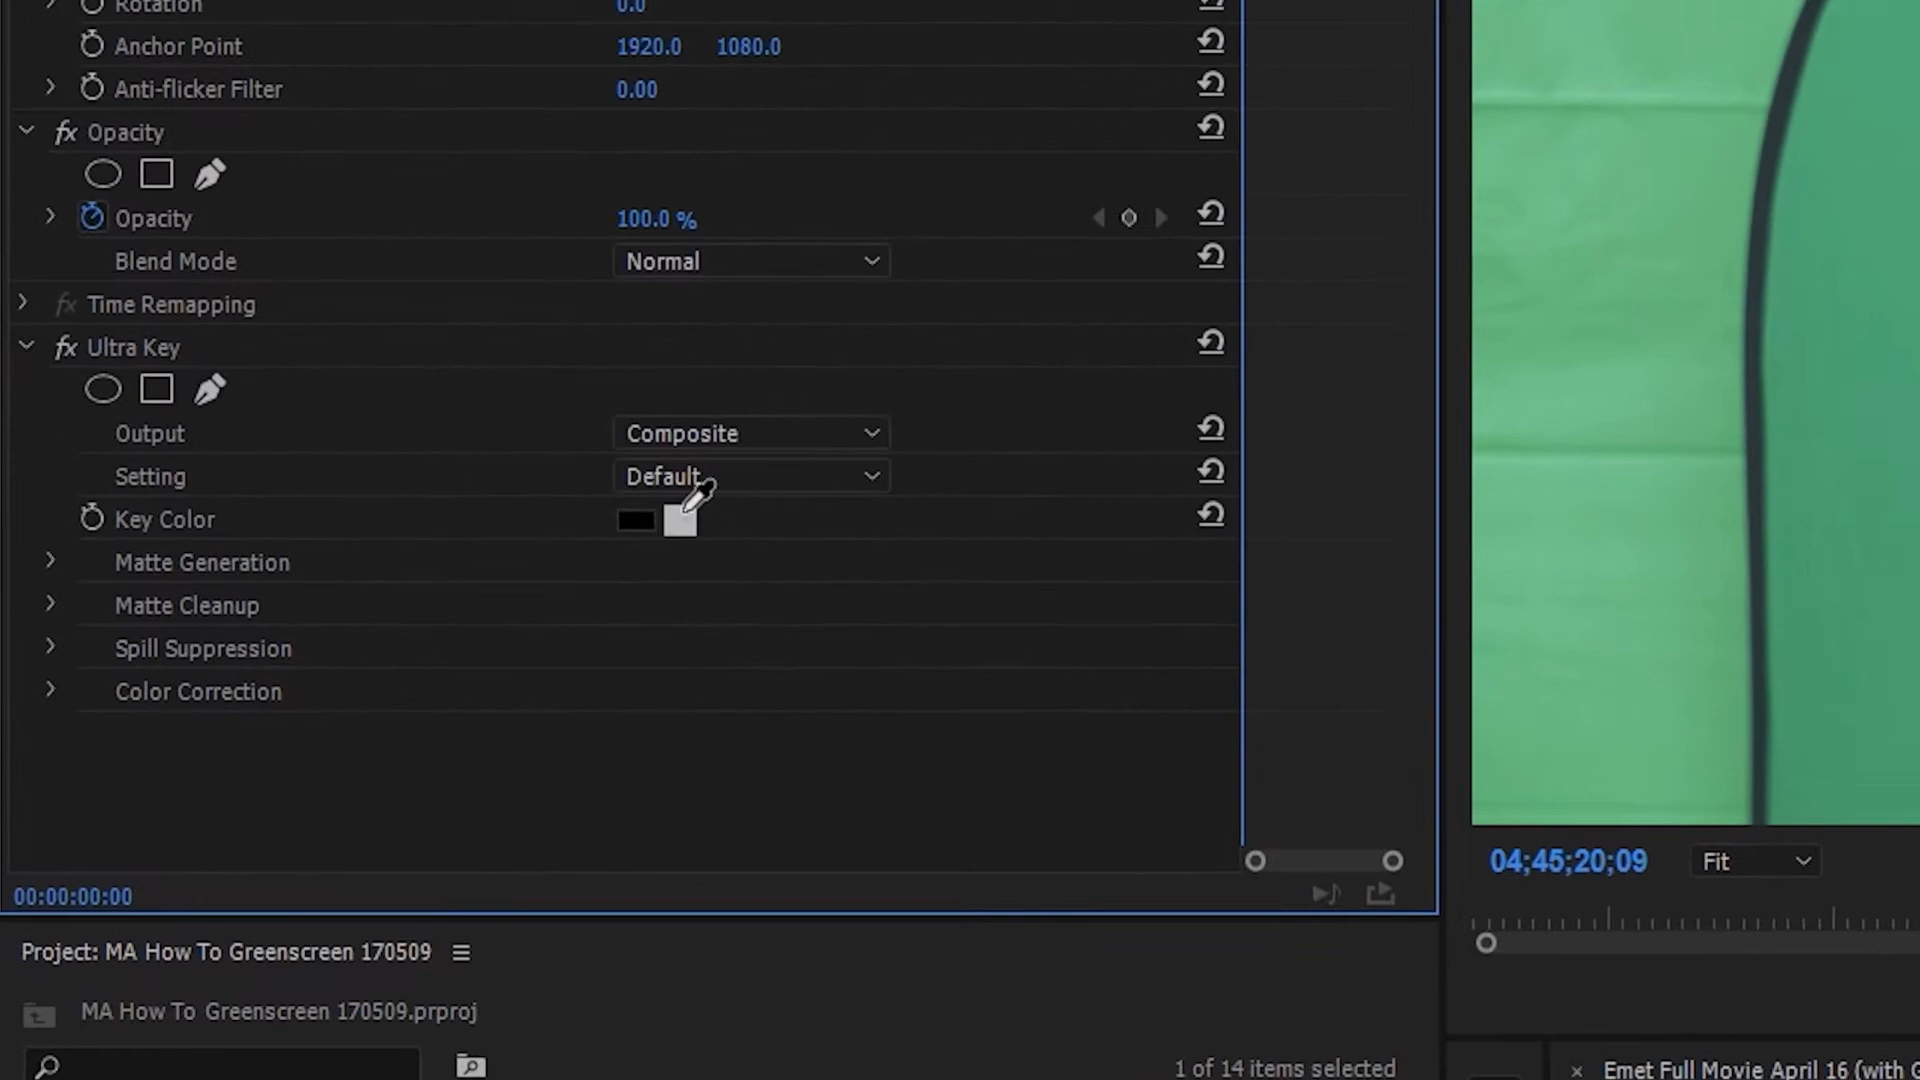 Rotation 0.0
Anchor Point 1920.0 1080.0
Anti-flicker Filter 0.00
fx Opacity
Opacity 100.0 %
Blend Mode Normal
fx Time Remapping
fx Ultra Key
Output Composite
Setting Default
Key Color
Matte Generation
Matte Cleanup
Spill Suppression
Color Correction
04;45;20;09 Fit
00:00:00:00
Project: MA How To Greenscreen 170509
MA How To Greenscreen 170509.prproj
1 of 14 items selected
× Emet Full Movie April 16 (with